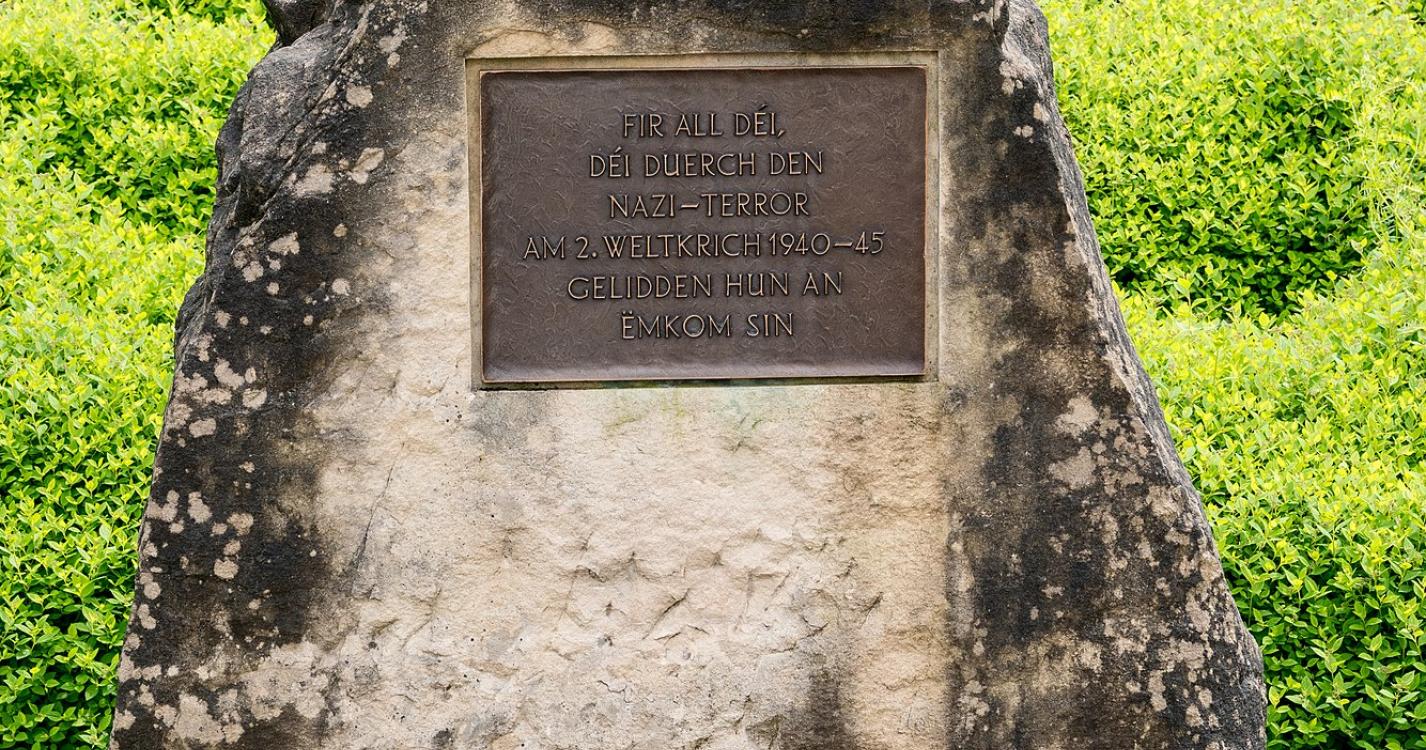 FIR ALL DÉI,
DÉI DUERCH DEN
NAZI–TERROR
AM 2. WELTKRICH 1940–45
GELIDDEN HUN AN
ËMKOM SIN